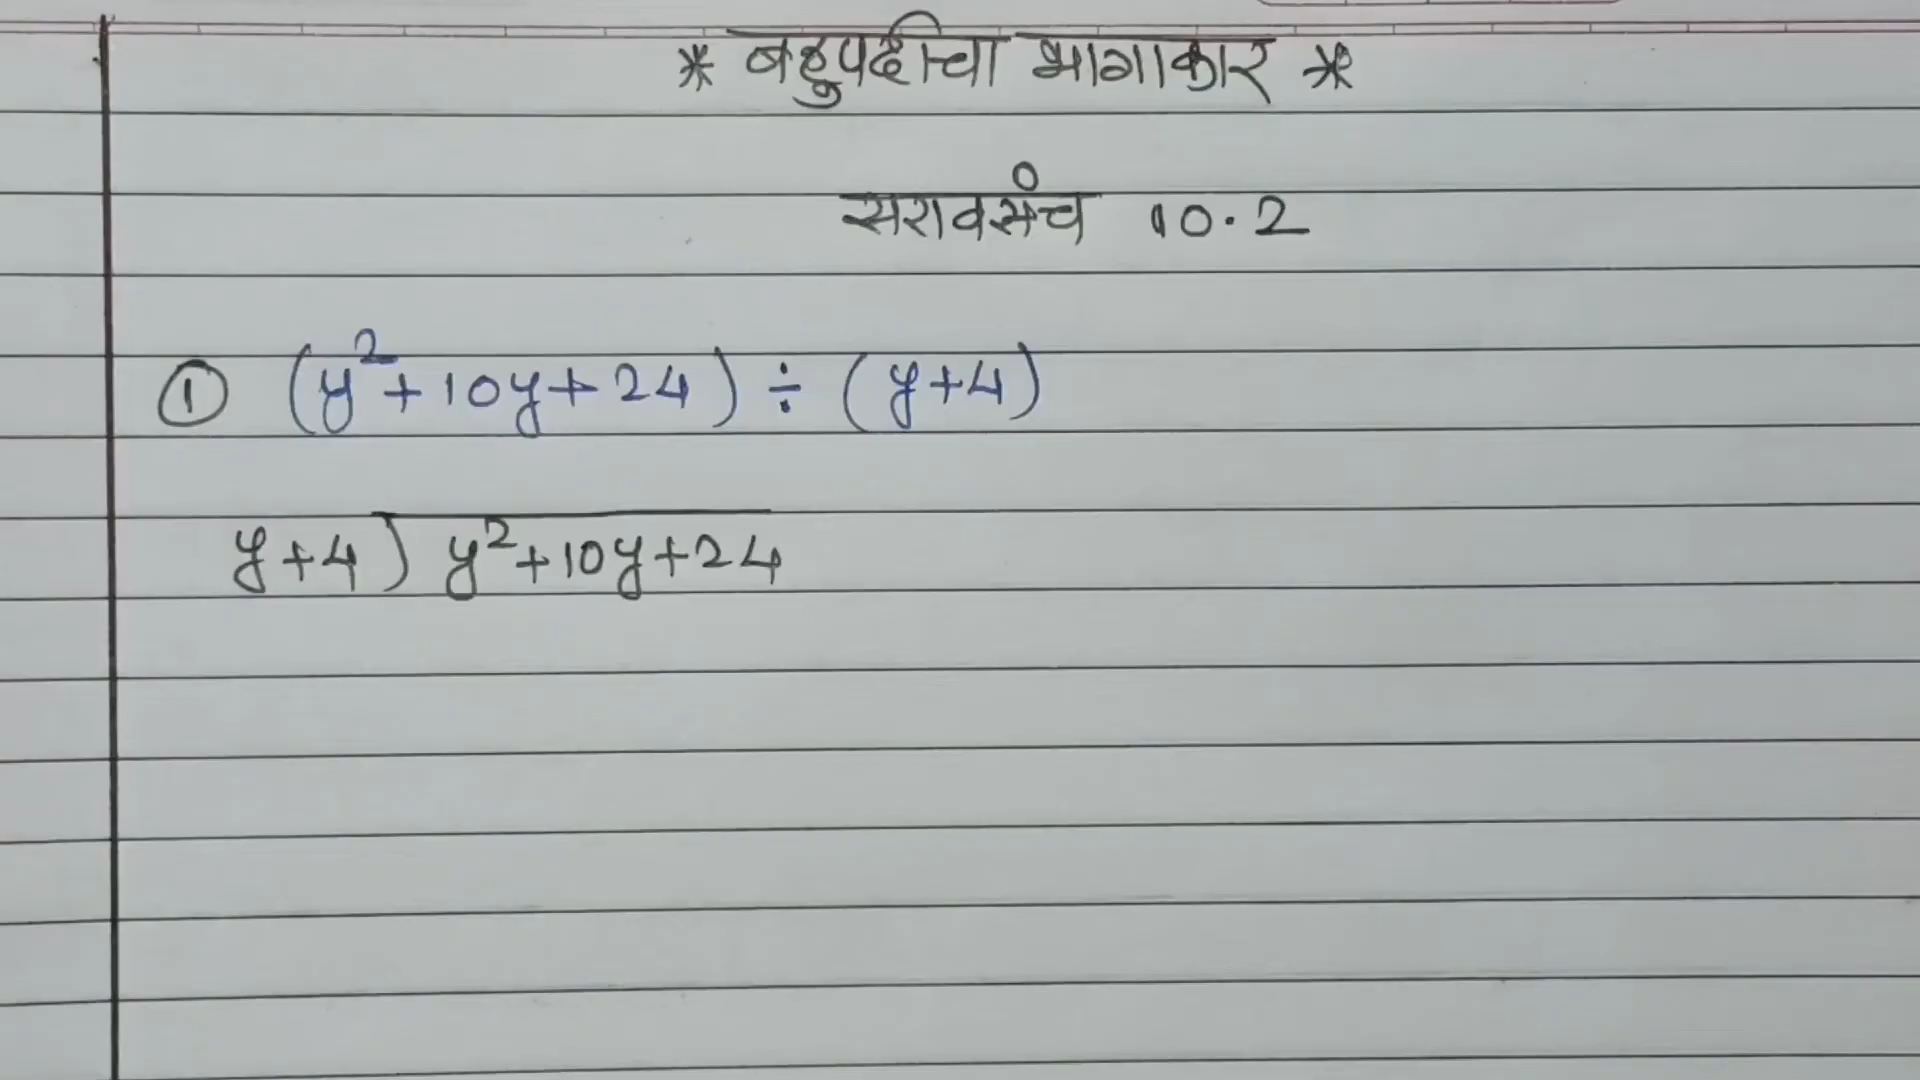 * बहुपदीचा भागाकार *
सरावसंच 10.2
① (y²+10y+24) ÷ (y+4)
y+4) y²+10y+24